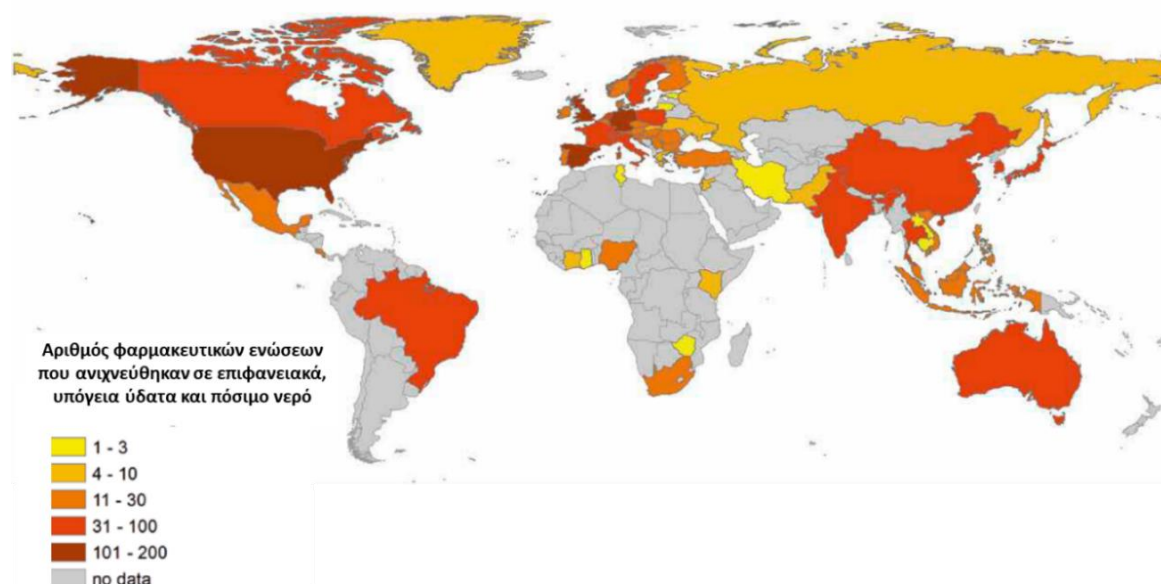 Αριθμός φαρμακευτικών ενώσεων
που ανιχνεύθηκαν σε επιφανειακά,
υπόγεια ύδατα και πόσιμο νερό
1 - 3
4 - 10
11 - 30
31 - 100
101 - 200
no data